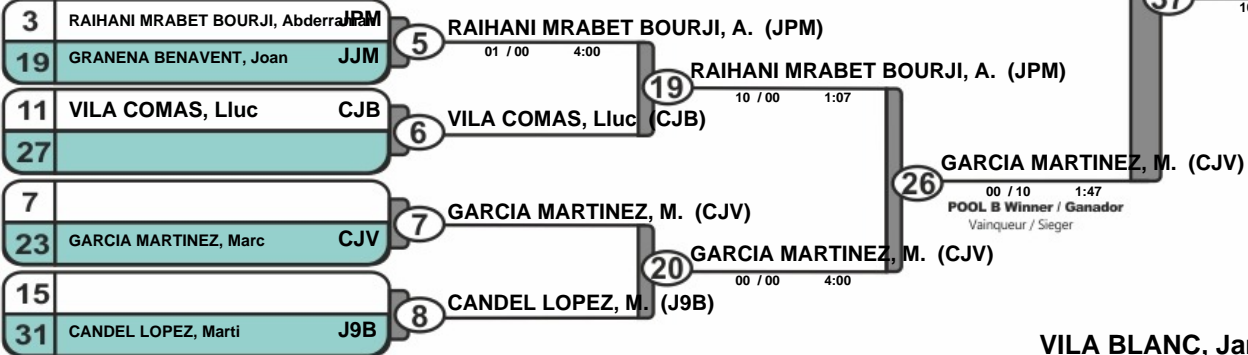 3 RAIHANI MRABET BOURJI, Abderrahman JPM
5 RAIHANI MRABET BOURJI, A. (JPM)
01 / 00 4:00
19 GRANENA BENAVENT, Joan JJM
19 RAIHANI MRABET BOURJI, A. (JPM)
10 / 00 1:07
11 VILA COMAS, Lluc CJB
6 VILA COMAS, Lluc (CJB)
27
26 GARCIA MARTINEZ, M. (CJV)
00 / 10 1:47
POOL B Winner / Ganador
Vainqueur / Sieger
7
7 GARCIA MARTINEZ, M. (CJV)
23 GARCIA MARTINEZ, Marc CJV
20 GARCIA MARTINEZ, M. (CJV)
00 / 00 4:00
15
8 CANDEL LOPEZ, M. (J9B)
31 CANDEL LOPEZ, Marti J9B
VILA BLANC,